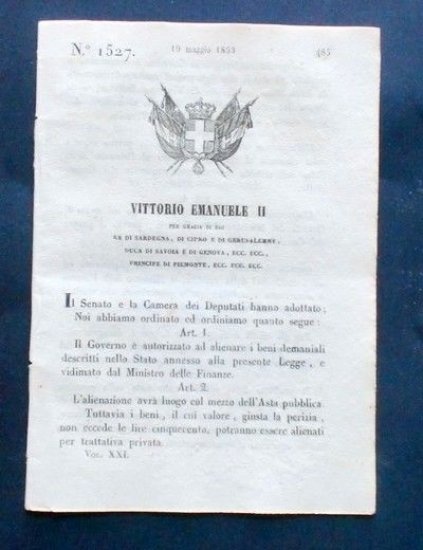 N.° 1527.
10 maggio 1853
485
VITTORIO EMANUELE II
PER GRAZIA DI DIO
RE DI SARDEGNA, DI CIPRO E DI GERUSALEMME,
DUCA DI SAVOIA E DI GENOVA, ECC. ECC.,
PRINCIPE DI PIEMONTE, ECC. ECC. ECC.
Il Senato e la Camera dei Deputati hanno adottato;
Noi abbiamo ordinato ed ordiniamo quanto segue:
Art. 1.
Il Governo è autorizzato ad alienare i beni demaniali
descritti nello Stato annesso alla presente Legge, e
vidimato dal Ministro delle Finanze.
Art. 2.
L'alienazione avrà luogo col mezzo dell'Asta pubblica.
Tuttavia i beni, il cui valore, giusta la perizia,
non eccede le lire cinquecento, potranno essere alienati
per trattativa privata.
Voc. XXI.